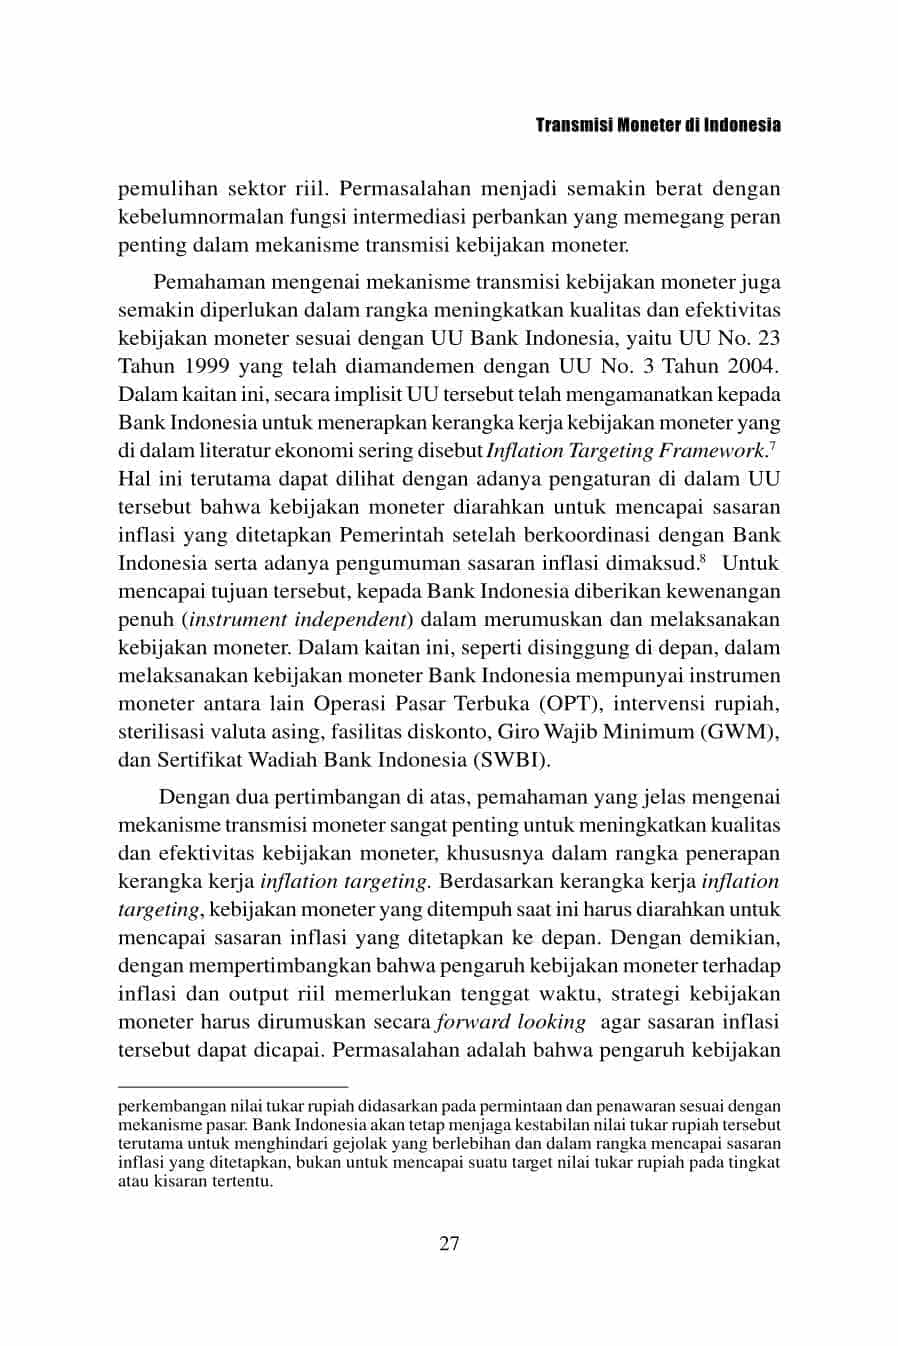 Transmisi Moneter di Indonesia
pemulihan sektor riil. Permasalahan menjadi semakin berat dengan
kebelumnormalan fungsi intermediasi perbankan yang memegang peran
penting dalam mekanisme transmisi kebijakan moneter.
Pemahaman mengenai mekanisme transmisi kebijakan moneter juga
semakin diperlukan dalam rangka meningkatkan kualitas dan efektivitas
kebijakan moneter sesuai dengan UU Bank Indonesia, yaitu UU No. 23
Tahun 1999 yang telah diamandemen dengan UU No. 3 Tahun 2004.
Dalam kaitan ini, secara implisit UU tersebut telah mengamanatkan kepada
Bank Indonesia untuk menerapkan kerangka kerja kebijakan moneter yang
di dalam literatur ekonomi sering disebut Inflation Targeting Framework.⁷
Hal ini terutama dapat dilihat dengan adanya pengaturan di dalam UU
tersebut bahwa kebijakan moneter diarahkan untuk mencapai sasaran
inflasi yang ditetapkan Pemerintah setelah berkoordinasi dengan Bank
Indonesia serta adanya pengumuman sasaran inflasi dimaksud.⁸ Untuk
mencapai tujuan tersebut, kepada Bank Indonesia diberikan kewenangan
penuh (instrument independent) dalam merumuskan dan melaksanakan
kebijakan moneter. Dalam kaitan ini, seperti disinggung di depan, dalam
melaksanakan kebijakan moneter Bank Indonesia mempunyai instrumen
moneter antara lain Operasi Pasar Terbuka (OPT), intervensi rupiah,
sterilisasi valuta asing, fasilitas diskonto, Giro Wajib Minimum (GWM),
dan Sertifikat Wadiah Bank Indonesia (SWBI).
Dengan dua pertimbangan di atas, pemahaman yang jelas mengenai
mekanisme transmisi moneter sangat penting untuk meningkatkan kualitas
dan efektivitas kebijakan moneter, khususnya dalam rangka penerapan
kerangka kerja inflation targeting. Berdasarkan kerangka kerja inflation
targeting, kebijakan moneter yang ditempuh saat ini harus diarahkan untuk
mencapai sasaran inflasi yang ditetapkan ke depan. Dengan demikian,
dengan mempertimbangkan bahwa pengaruh kebijakan moneter terhadap
inflasi dan output riil memerlukan tenggat waktu, strategi kebijakan
moneter harus dirumuskan secara forward looking agar sasaran inflasi
tersebut dapat dicapai. Permasalahan adalah bahwa pengaruh kebijakan
perkembangan nilai tukar rupiah didasarkan pada permintaan dan penawaran sesuai dengan
mekanisme pasar. Bank Indonesia akan tetap menjaga kestabilan nilai tukar rupiah tersebut
terutama untuk menghindari gejolak yang berlebihan dan dalam rangka mencapai sasaran
inflasi yang ditetapkan, bukan untuk mencapai suatu target nilai tukar rupiah pada tingkat
atau kisaran tertentu.
27